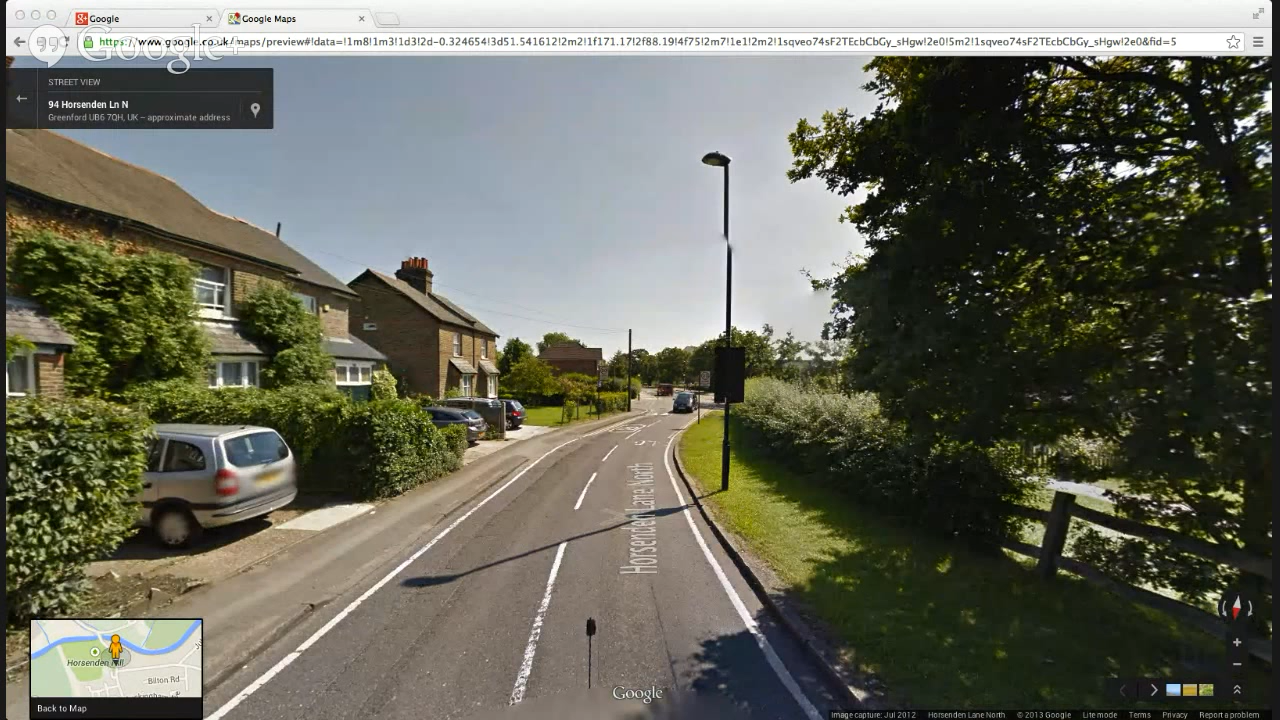 Google
Google Maps
Google+
https://www.google.co.uk/maps/preview#!data=!1m8!1m3!1d3!2d-0.324654!3d51.541612!2m2!1f171.17!2f88.19!4f75!2m7!1e1!2m2!1sqveo74sF2TEcbCbGy_sHgw!2e0!5m2!1sqveo74sF2TEcbCbGy_sHgw!2e0&fid=5
STREET VIEW
94 Horsenden Ln N
Greenford UB6 7QH, UK – approximate address
Horsenden Lane North
Horsenden Hill
Bilton Rd
Back to Map
Google
Image capture: Jul 2012 Horsenden Lane North © 2013 Google Lite mode Terms Privacy Report a problem